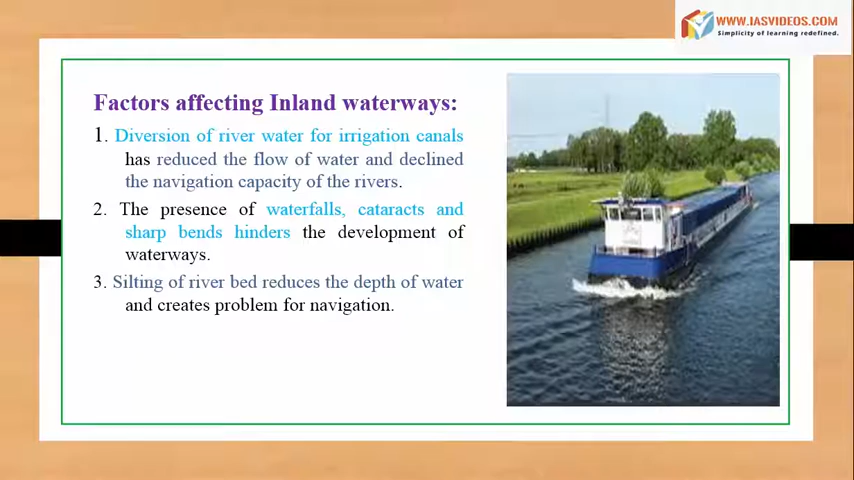 WWW.IASVIDEOS.COM
Simplicity of learning redefined.
Factors affecting Inland waterways:
1. Diversion of river water for irrigation canals
has reduced the flow of water and declined
the navigation capacity of the rivers.
2. The presence of waterfalls, cataracts and
sharp bends hinders the development of
waterways.
3. Silting of river bed reduces the depth of water
and creates problem for navigation.